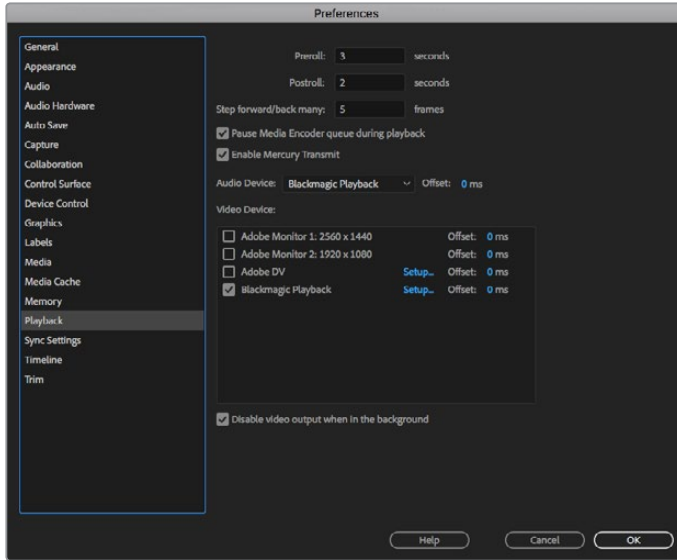 Preferences
General
Appearance
Audio
Audio Hardware
Auto Save
Capture
Collaboration
Control Surface
Device Control
Graphics
Labels
Media
Media Cache
Memory
Playback
Sync Settings
Timeline
Trim
Preroll: 3 seconds
Postroll: 2 seconds
Step forward/back many: 5 frames
Pause Media Encoder queue during playback
Enable Mercury Transmit
Audio Device: Blackmagic Playback Offset: 0 ms
Video Device:
Adobe Monitor 1: 2560 x 1440 Offset: 0 ms
Adobe Monitor 2: 1920 x 1080 Offset: 0 ms
Adobe DV Setup... Offset: 0 ms
Blackmagic Playback Setup... Offset: 0 ms
Disable video output when in the background
Help Cancel OK